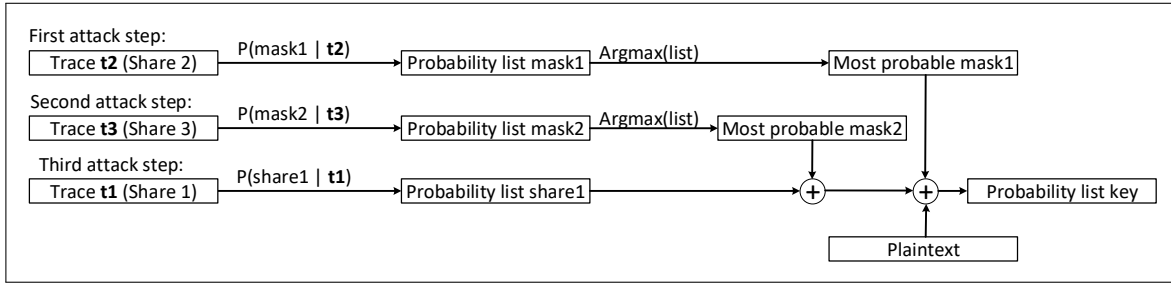 First attack step:
Trace t2 (Share 2)
P(mask1 | t2)
Probability list mask1
Argmax(list)
Most probable mask1
Second attack step:
Trace t3 (Share 3)
P(mask2 | t3)
Probability list mask2
Argmax(list)
Most probable mask2
Third attack step:
Trace t1 (Share 1)
P(share1 | t1)
Probability list share1
+
+
Probability list key
Plaintext